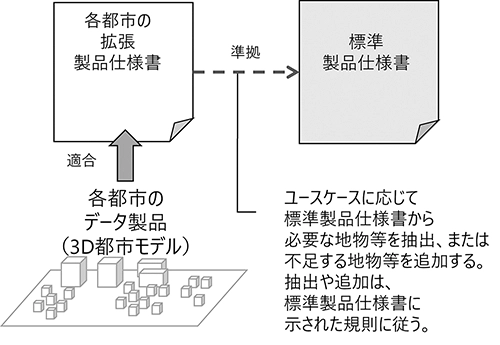 各都市の
拡張
製品仕様書
準拠
標準
製品仕様書
適合
各都市の
データ製品
（3D都市モデル）
ユースケースに応じて
標準製品仕様書から
必要な地物等を抽出、または
不足する地物等を追加する。
抽出や追加は、
標準製品仕様書に
示された規則に従う。